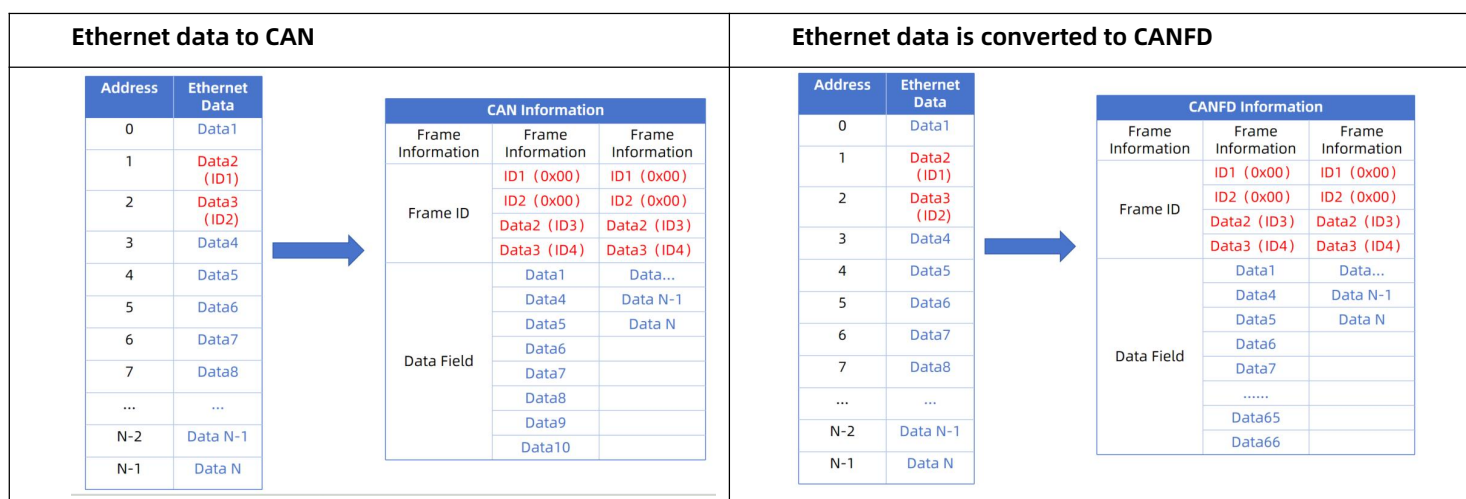 Ethernet data to CAN
Ethernet data is converted to CANFD
Address Ethernet
Data
0 Data1
1 Data2
(ID1)
2 Data3
(ID2)
3 Data4
4 Data5
5 Data6
6 Data7
7 Data8
... ...
N-2 Data N-1
N-1 Data N
CAN Information
Frame Frame Frame
Information Information Information
Frame ID
ID1 (0x00) ID1 (0x00)
ID2 (0x00) ID2 (0x00)
Data2 (ID3) Data2 (ID3)
Data3 (ID4) Data3 (ID4)
Data Field
Data1 Data...
Data4 Data N-1
Data5 Data N
Data6
Data7
Data8
Data9
Data10
Address Ethernet
Data
0 Data1
1 Data2
(ID1)
2 Data3
(ID2)
3 Data4
4 Data5
5 Data6
6 Data7
7 Data8
... ...
N-2 Data N-1
N-1 Data N
CANFD Information
Frame Frame Frame
Information Information Information
Frame ID
ID1 (0x00) ID1 (0x00)
ID2 (0x00) ID2 (0x00)
Data2 (ID3) Data2 (ID3)
Data3 (ID4) Data3 (ID4)
Data Field
Data1 Data...
Data4 Data N-1
Data5 Data N
Data6
Data7
......
Data65
Data66